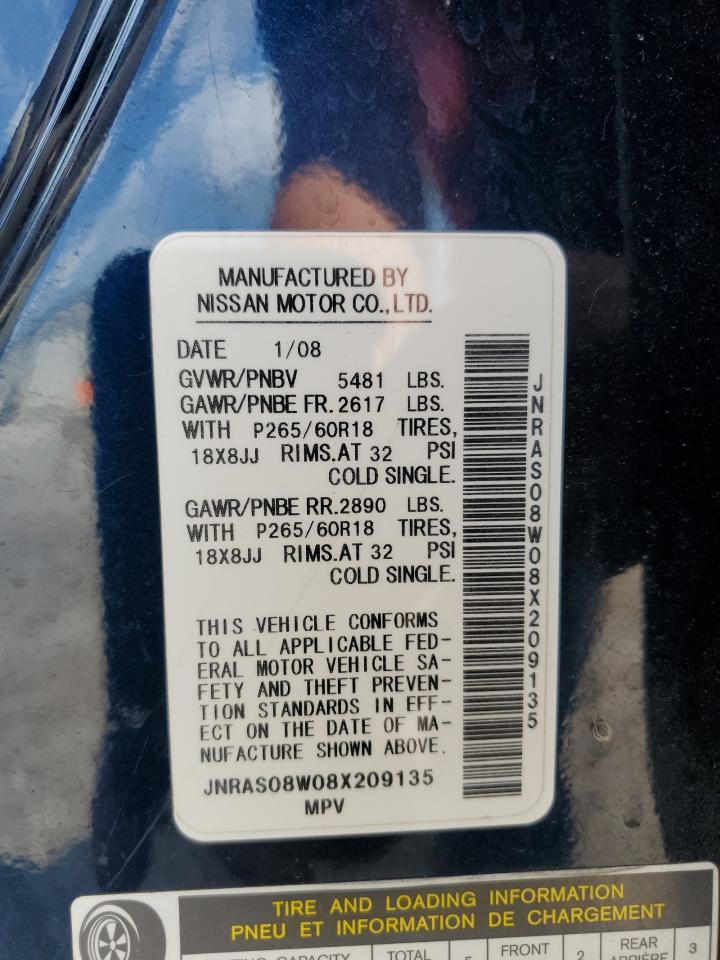 MANUFACTURED BY
NISSAN MOTOR CO., LTD.
DATE 1/08
GVWR/PNBV 5481 LBS.
GAWR/PNBE FR. 2617 LBS.
WITH P265/60R18 TIRES,
18X8JJ RIMS. AT 32 PSI
COLD SINGLE.
GAWR/PNBE RR. 2890 LBS.
WITH P265/60R18 TIRES,
18X8JJ RIMS. AT 32 PSI
COLD SINGLE.
THIS VEHICLE CONFORMS
TO ALL APPLICABLE FED-
ERAL MOTOR VEHICLE SA-
FETY AND THEFT PREVEN-
TION STANDARDS IN EFF-
ECT ON THE DATE OF MA-
NUFACTURE SHOWN ABOVE.
JNRAS08W08X209135
MPV
JNRAS08W08X209135
TIRE AND LOADING INFORMATION
PNEU ET INFORMATION DE CHARGEMENT
CAPACITY TOTAL 5 FRONT 2 REAR 3